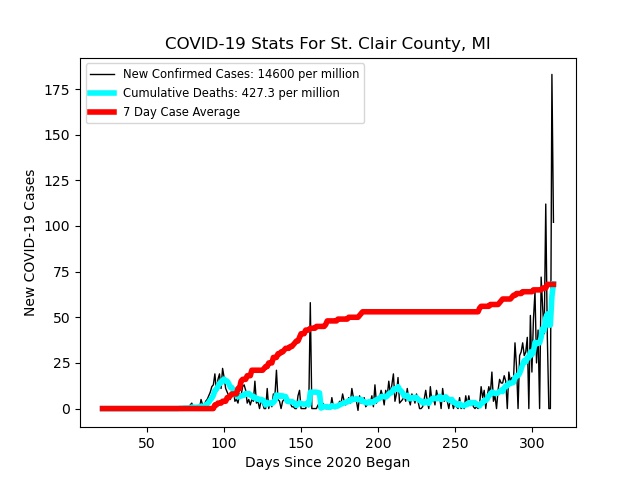 COVID-19 Stats For St. Clair County, MI
New Confirmed Cases: 14600 per million
Cumulative Deaths: 427.3 per million
7 Day Case Average
New COVID-19 Cases
175
150
125
100
75
50
25
0
50 100 150 200 250 300
Days Since 2020 Began